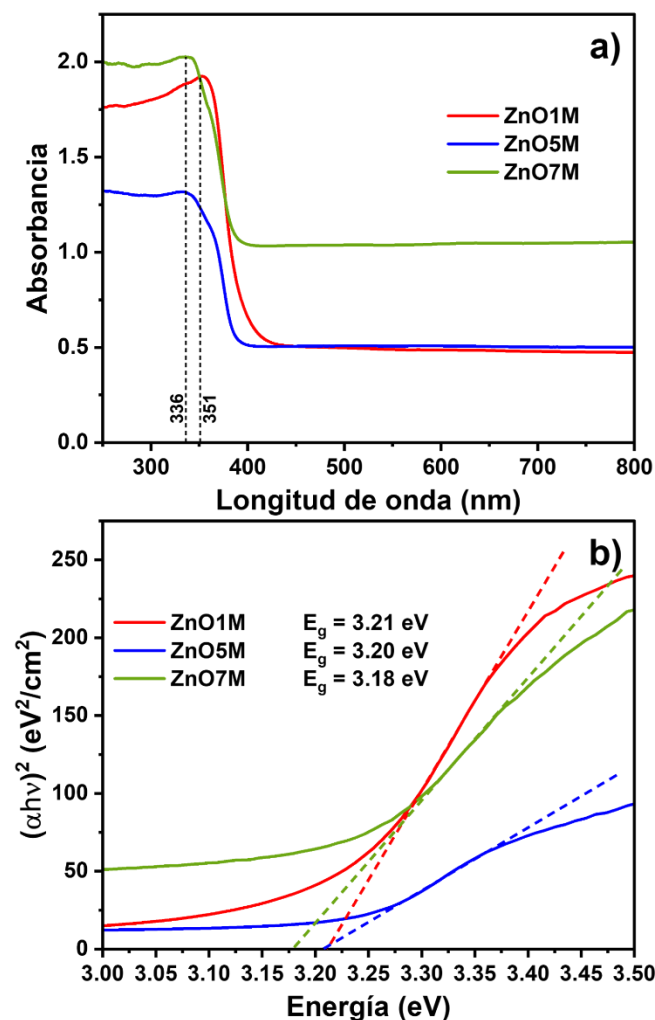 a)
2.0
1.5
1.0
0.5
0.0
Absorbancia
ZnO1M
ZnO5M
ZnO7M
336
351
300 400 500 600 700 800
Longitud de onda (nm)
b)
250
200
150
100
50
0
(αhν)² (eV²/cm²)
ZnO1M E_g = 3.21 eV
ZnO5M E_g = 3.20 eV
ZnO7M E_g = 3.18 eV
3.00 3.05 3.10 3.15 3.20 3.25 3.30 3.35 3.40 3.45 3.50
Energía (eV)